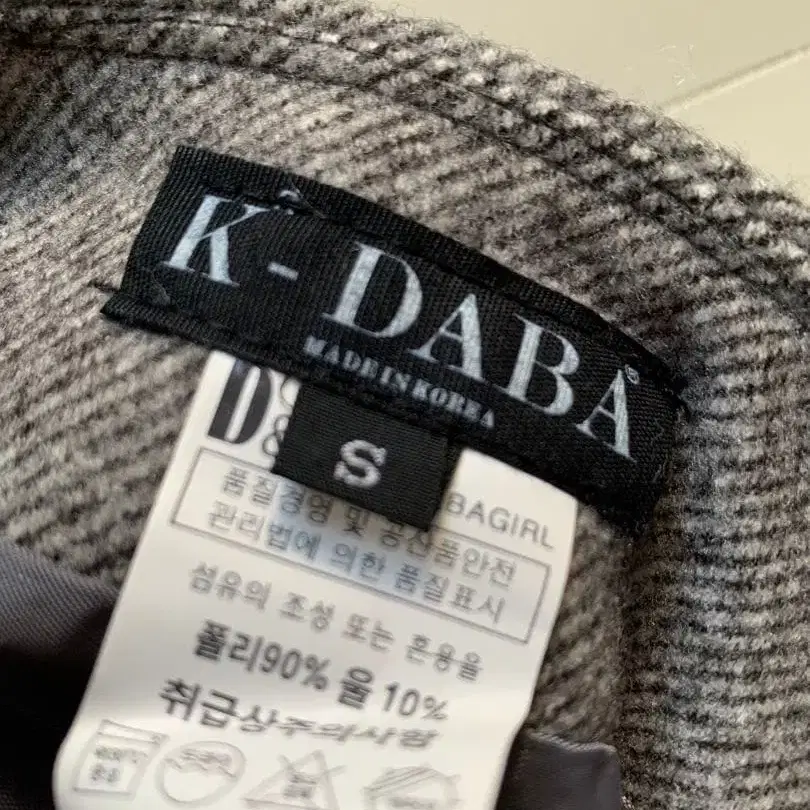 K - DABA
MADE IN KOREA
S
D
BAGIRL
품질경영 및 공산품안전
관리법에 의한 품질표시
섬유의 조성 또는 혼용율
폴리90% 울 10%
취급상주의사항